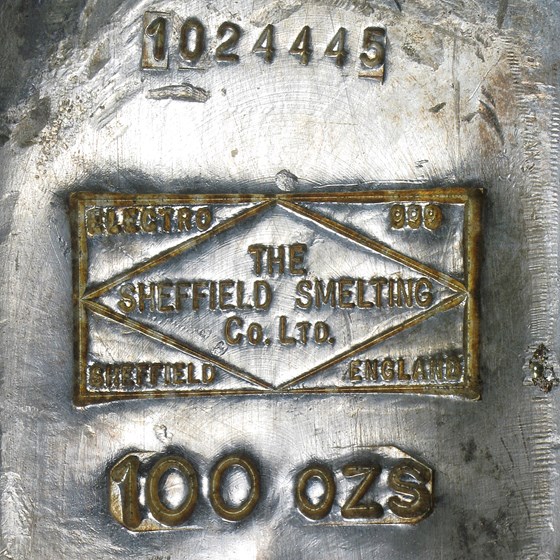 1024445
ELECTRO 999
THE
SHEFFIELD SMELTING
Co. LTD.
SHEFFIELD ENGLAND
100 OZS